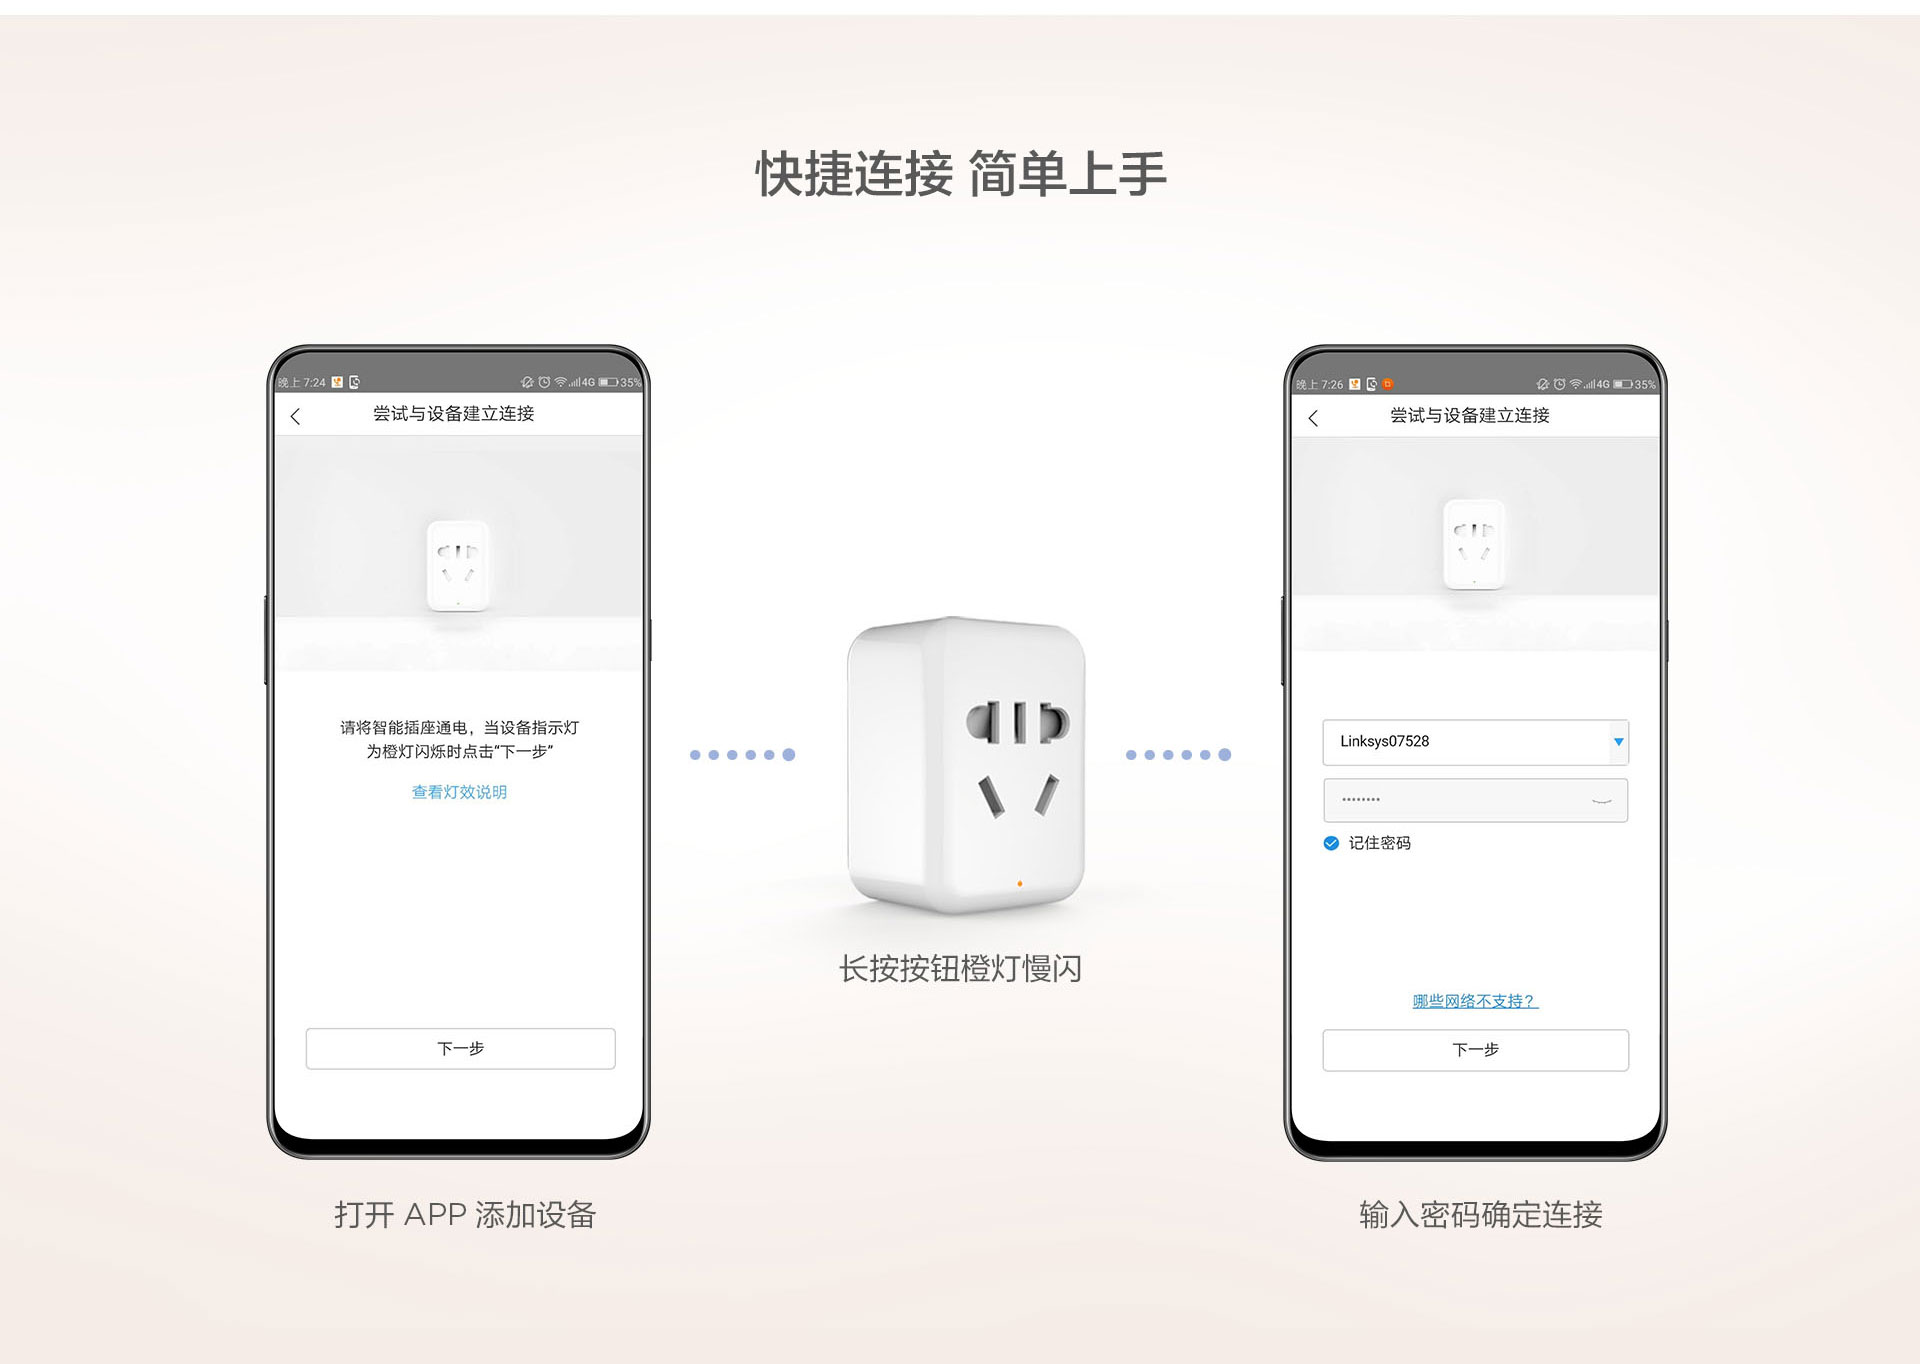 快捷连接 简单上手
晚上 7:24 4G 35%
尝试与设备建立连接
请将智能插座通电，当设备指示灯
为橙灯闪烁时点击“下一步”
查看灯效说明
下一步
打开 APP 添加设备
长按按钮橙灯慢闪
晚上 7:26 4G 35%
尝试与设备建立连接
Linksys07528
••••••••
记住密码
哪些网络不支持？
下一步
输入密码确定连接